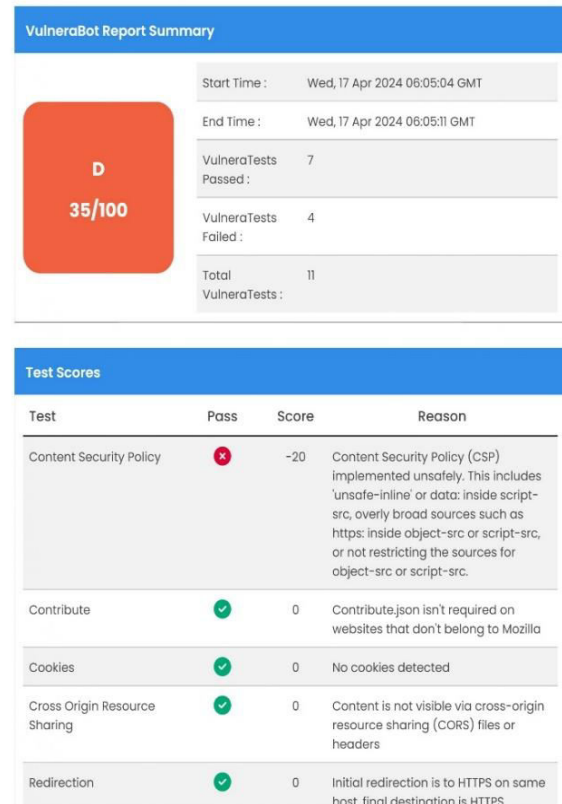 VulneraBot Report Summary
D
35/100
Start Time : Wed, 17 Apr 2024 06:05:04 GMT
End Time : Wed, 17 Apr 2024 06:05:11 GMT
VulneraTests 7
Passed :
VulneraTests 4
Failed :
Total 11
VulneraTests :
Test Scores
Test Pass Score Reason
Content Security Policy -20 Content Security Policy (CSP)
implemented unsafely. This includes
'unsafe-inline' or data: inside script-
src, overly broad sources such as
https: inside object-src or script-src,
or not restricting the sources for
object-src or script-src.
Contribute 0 Contribute.json isn't required on
websites that don't belong to Mozilla
Cookies 0 No cookies detected
Cross Origin Resource 0 Content is not visible via cross-origin
Sharing resource sharing (CORS) files or
headers
Redirection 0 Initial redirection is to HTTPS on same
host, final destination is HTTPS